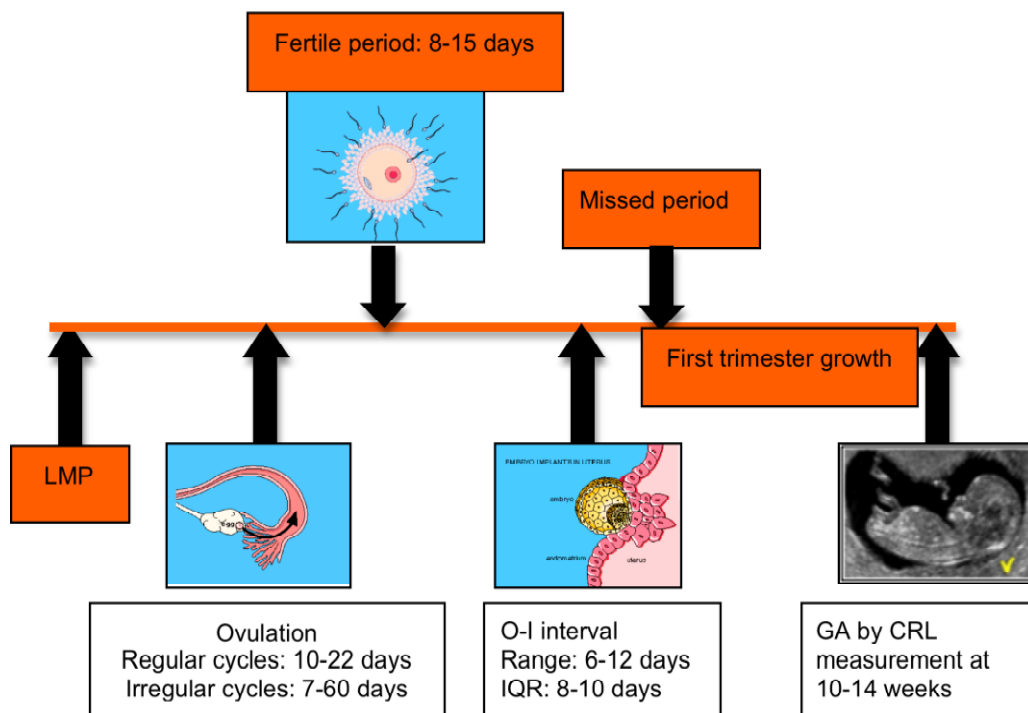 Fertile period: 8-15 days
Missed period
First trimester growth
LMP
egg
EMBRYO IMPLANTS IN UTERUS
embryo
endometrium
uterus
Ovulation
Regular cycles: 10-22 days
Irregular cycles: 7-60 days
O-I interval
Range: 6-12 days
IQR: 8-10 days
GA by CRL
measurement at
10-14 weeks